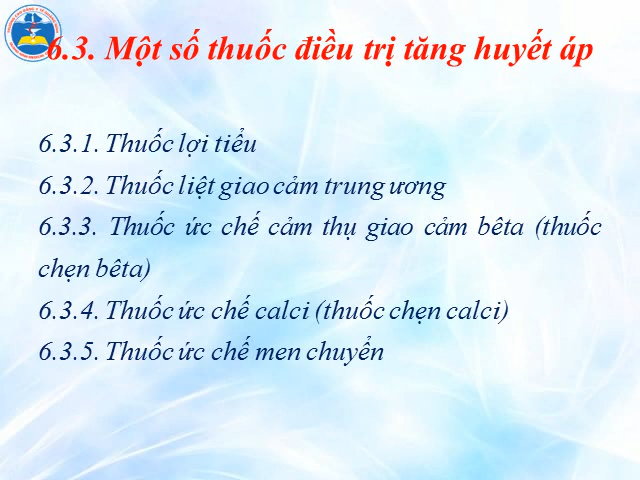 6.3. Một số thuốc điều trị tăng huyết áp
6.3.1. Thuốc lợi tiểu
6.3.2. Thuốc liệt giao cảm trung ương
6.3.3. Thuốc ức chế cảm thụ giao cảm bêta (thuốc
chẹn bêta)
6.3.4. Thuốc ức chế calci (thuốc chẹn calci)
6.3.5. Thuốc ức chế men chuyển